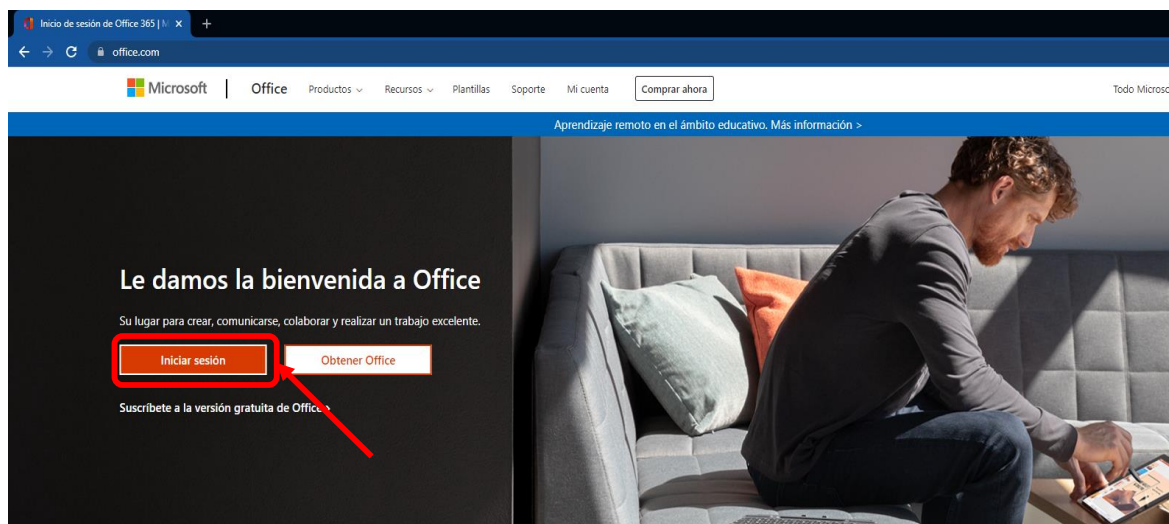 Inicio de sesión de Office 365 | M
office.com
Microsoft Office Productos Recursos Plantillas Soporte Mi cuenta Comprar ahora Todo Microsoft
Aprendizaje remoto en el ámbito educativo. Más información >
Le damos la bienvenida a Office
Su lugar para crear, comunicarse, colaborar y realizar un trabajo excelente.
Iniciar sesión Obtener Office
Suscríbete a la versión gratuita de Office >